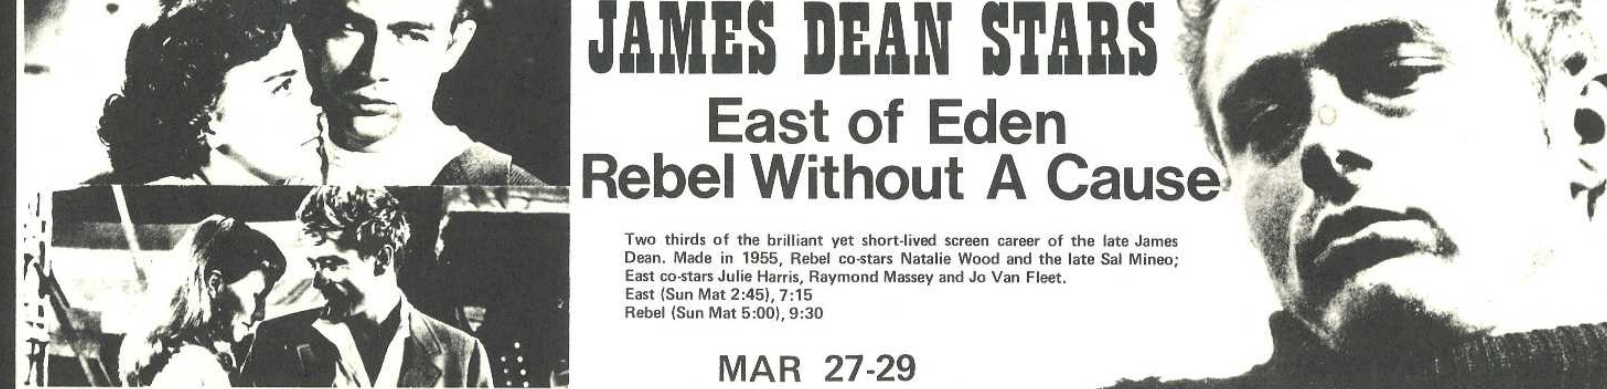 JAMES DEAN STARS
East of Eden
Rebel Without A Cause
Two thirds of the brilliant yet short-lived screen career of the late James
Dean. Made in 1955, Rebel co-stars Natalie Wood and the late Sal Mineo;
East co-stars Julie Harris, Raymond Massey and Jo Van Fleet.
East (Sun Mat 2:45), 7:15
Rebel (Sun Mat 5:00), 9:30
MAR 27-29